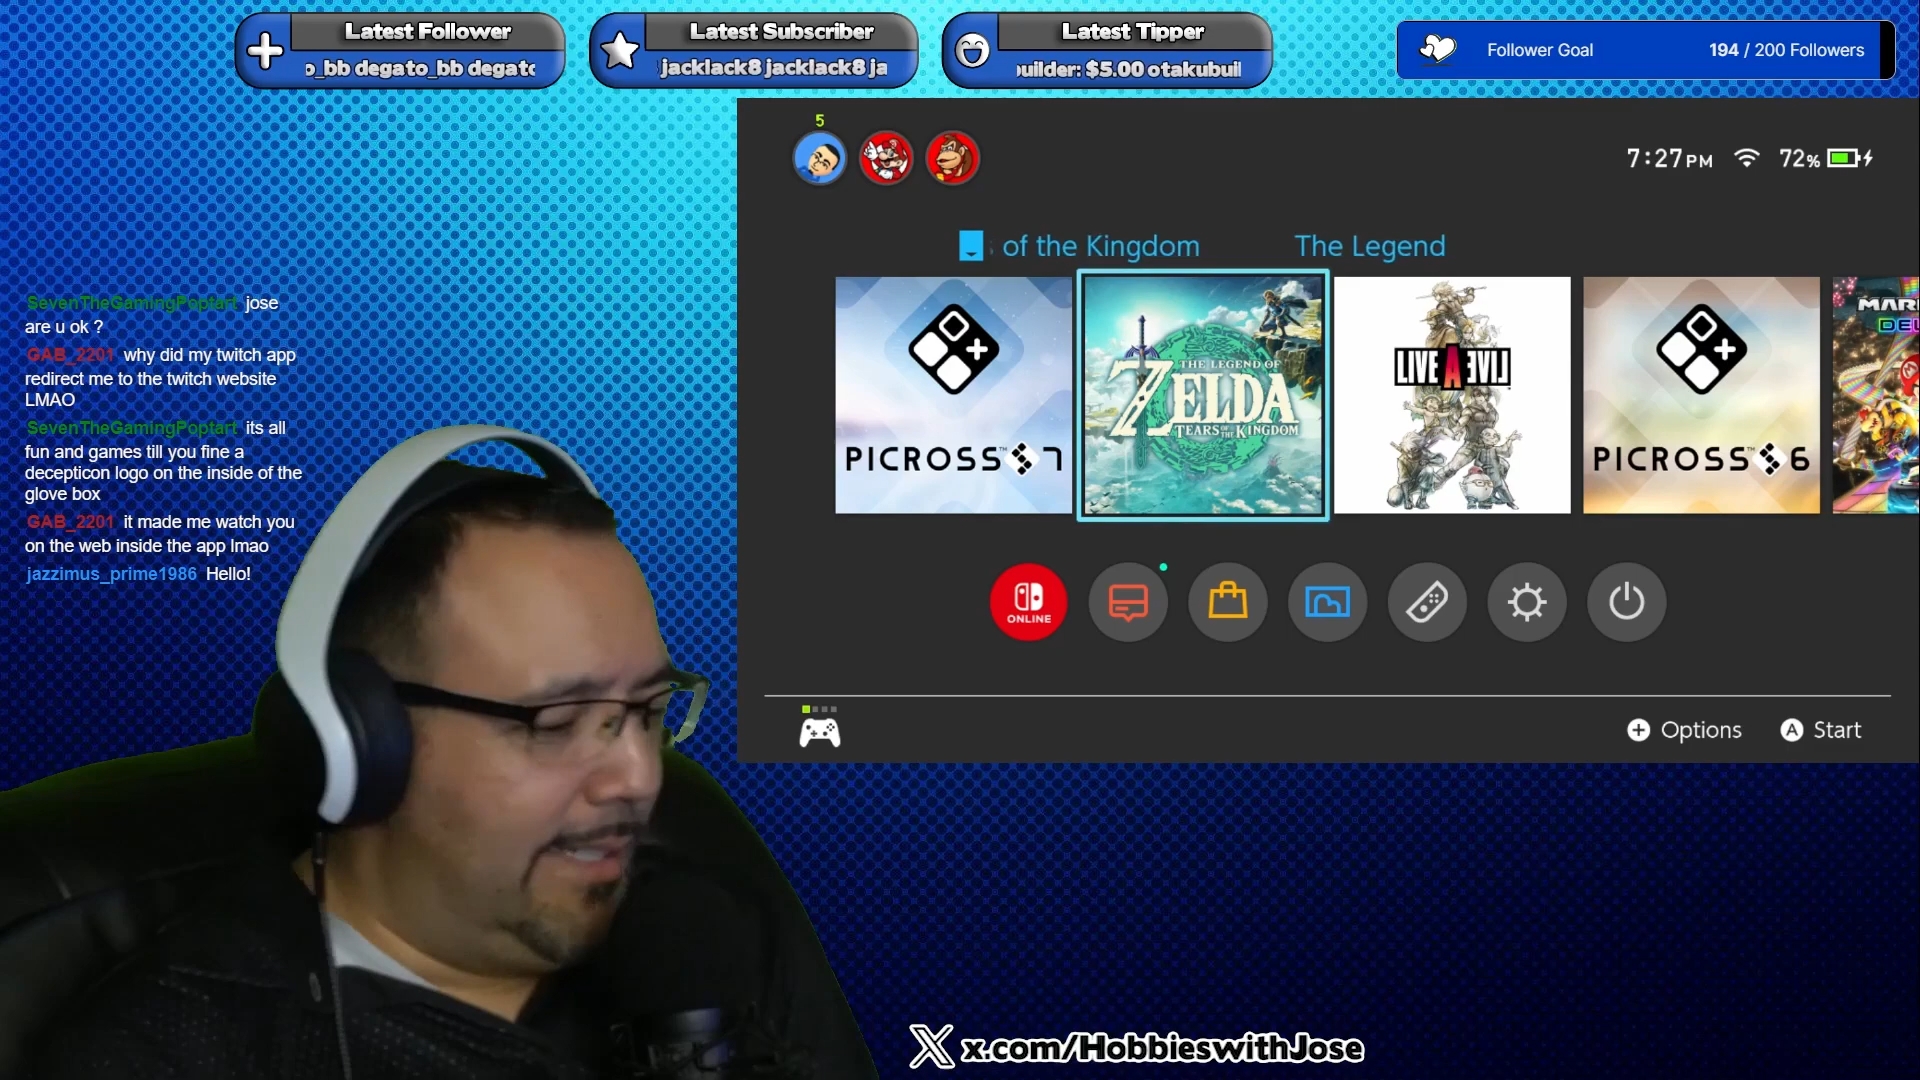 Latest Follower
o_bb degato_bb degato
Latest Subscriber
jacklack8 jacklack8 ja
Latest Tipper
builder: $5.00 otakubuil
Follower Goal
194 / 200 Followers
5
7:27PM
72%
of the Kingdom
The Legend
PICROSS S 7
THE LEGEND OF
ZELDA
TEARS OF THE KINGDOM
LIVE A LIVE
PICROSS S 6
MAR
DEL
SevenTheGamingPoptart jose
are u ok ?
GAB_2201 why did my twitch app
redirect me to the twitch website
LMAO
SevenTheGamingPoptart its all
fun and games till you fine a
decepticon logo on the inside of the
glove box
GAB_2201 it made me watch you
on the web inside the app lmao
jazzimus_prime1986 Hello!
ONLINE
+ Options
A Start
X x.com/HobbieswithJose